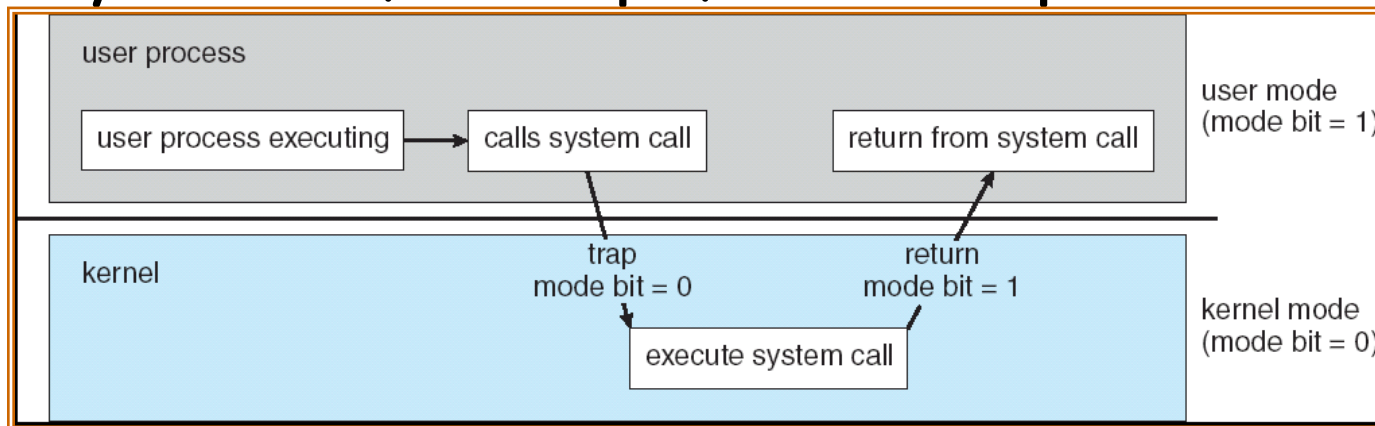 user process
user process executing
calls system call
return from system call
user mode
(mode bit = 1)
trap
mode bit = 0
return
mode bit = 1
kernel
execute system call
kernel mode
(mode bit = 0)